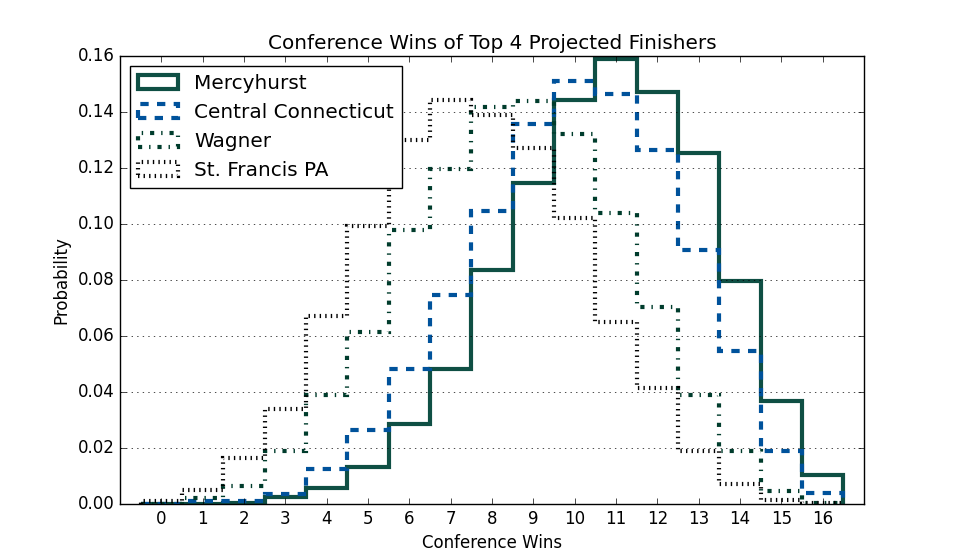 Conference Wins of Top 4 Projected Finishers
0.16
0.14
0.12
0.10
0.08
0.06
0.04
0.02
0.00
Probability
Mercyhurst
Central Connecticut
Wagner
St. Francis PA
0 1 2 3 4 5 6 7 8 9 10 11 12 13 14 15 16
Conference Wins